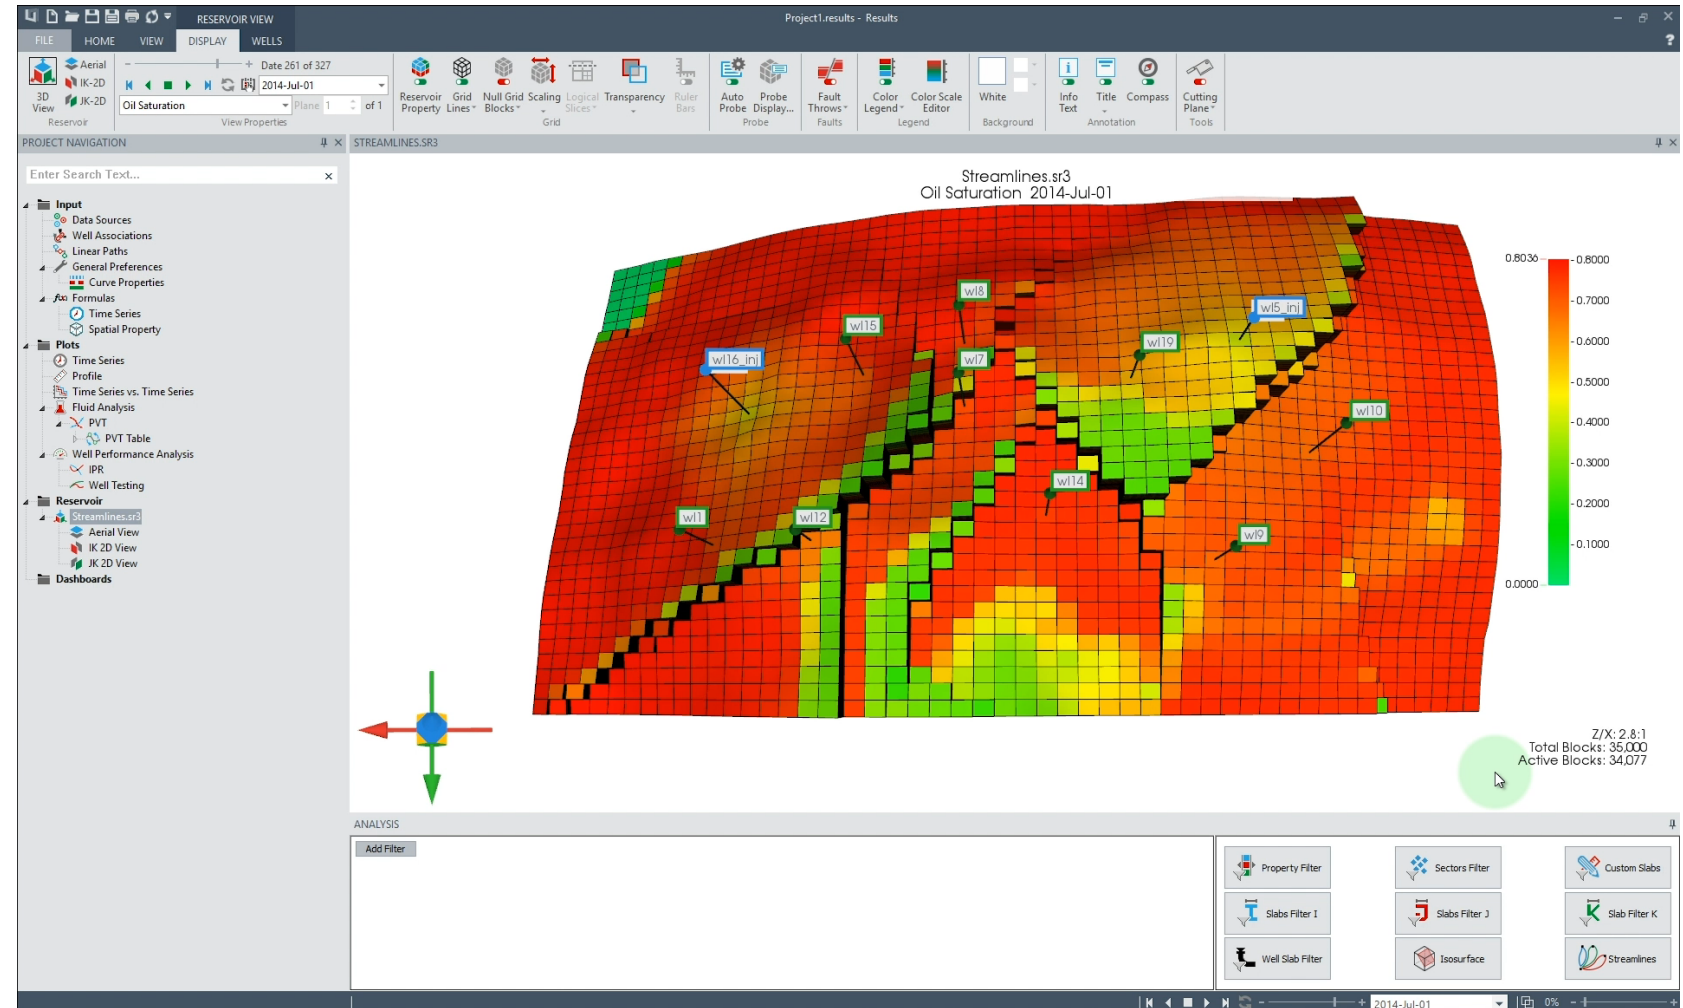 RESERVOIR VIEW
Project1.results - Results
FILE HOME VIEW DISPLAY WELLS
?
3D View
Aerial
IK-2D
JK-2D
Reservoir
Date 261 of 327
2014-Jul-01
Oil Saturation
Plane 1 of 1
View Properties
Reservoir Property
Grid Lines
Null Grid Blocks
Scaling
Logical Slices
Transparency
Ruler Bars
Grid
Auto Probe
Probe Display...
Probe
Fault Throws
Faults
Color Legend
Color Scale Editor
Legend
White
Background
Info Text
Title
Compass
Annotation
Cutting Plane
Tools
PROJECT NAVIGATION
Enter Search Text...
Input
Data Sources
Well Associations
Linear Paths
General Preferences
Curve Properties
Formulas
Time Series
Spatial Property
Plots
Time Series
Profile
Time Series vs. Time Series
Fluid Analysis
PVT
PVT Table
Well Performance Analysis
IPR
Well Testing
Reservoir
Streamlines.sr3
Aerial View
IK 2D View
JK 2D View
Dashboards
STREAMLINES.SR3
Streamlines.sr3
Oil Saturation 2014-Jul-01
wl8
wl5_inj
wl15
wl19
wl16_inj
wl7
wl10
wl14
wl1
wl12
wl9
0.8036
0.8000
0.7000
0.6000
0.5000
0.4000
0.3000
0.2000
0.1000
0.0000
Z/X: 2.8:1
Total Blocks: 35,000
Active Blocks: 34,077
ANALYSIS
Add Filter
Property Filter
Sectors Filter
Custom Slabs
Slabs Filter I
Slabs Filter J
Slab Filter K
Well Slab Filter
Isosurface
Streamlines
2014-Jul-01
0%